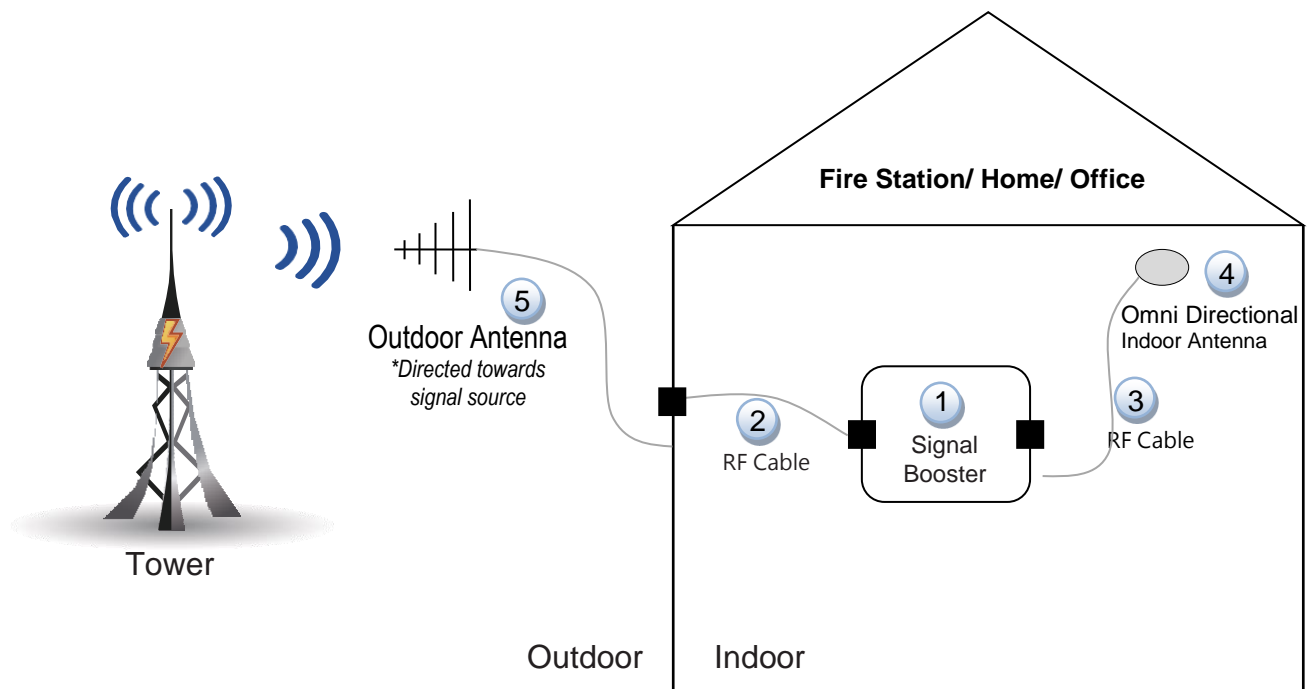 Fire Station/ Home/ Office
Tower
5
Outdoor Antenna
*Directed towards
signal source
2
RF Cable
1
Signal
Booster
3
RF Cable
4
Omni Directional
Indoor Antenna
Outdoor
Indoor